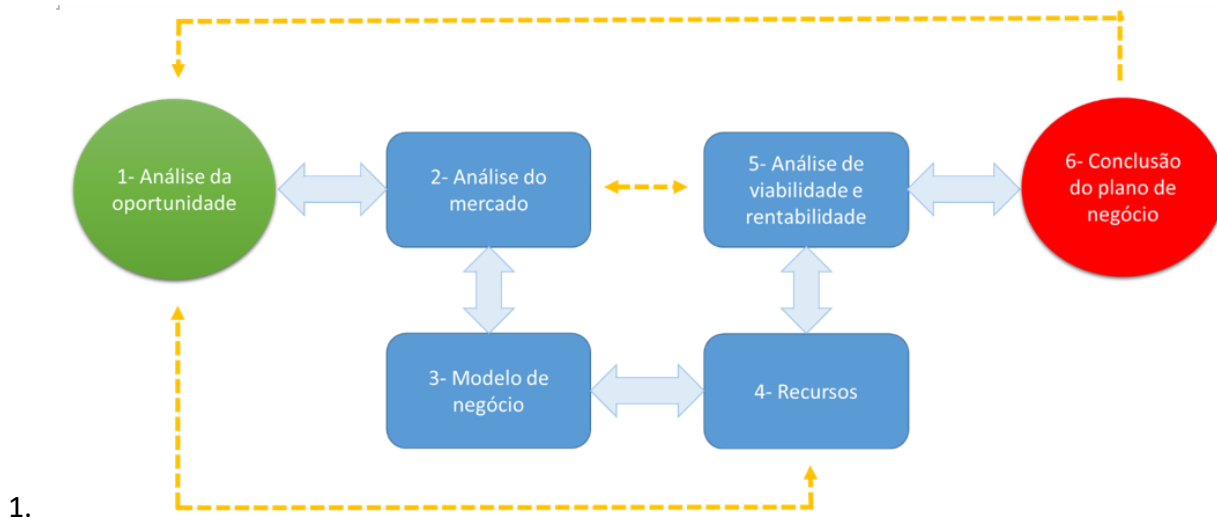 1- Análise da
oportunidade
2- Análise do
mercado
3- Modelo de
negócio
4- Recursos
5- Análise de
viabilidade e
rentabilidade
6- Conclusão
do plano de
negócio
1.